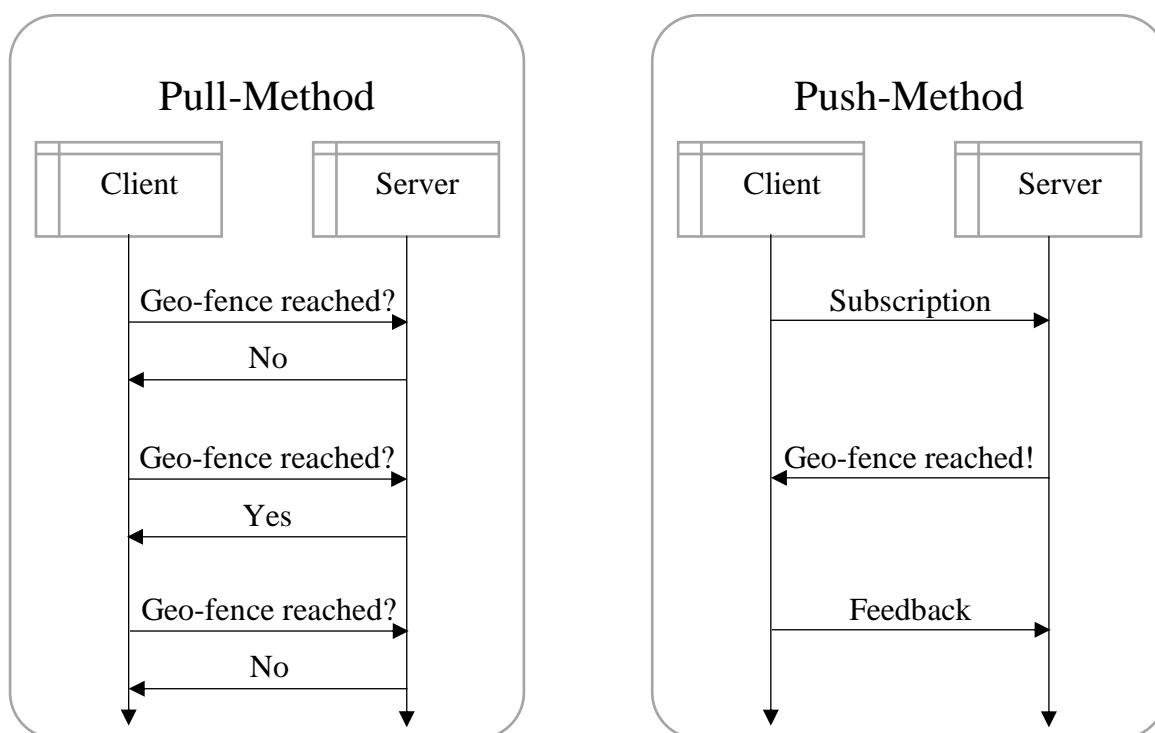 Pull-Method
Client
Server
Geo-fence reached?
No
Geo-fence reached?
Yes
Geo-fence reached?
No
Push-Method
Client
Server
Subscription
Geo-fence reached!
Feedback